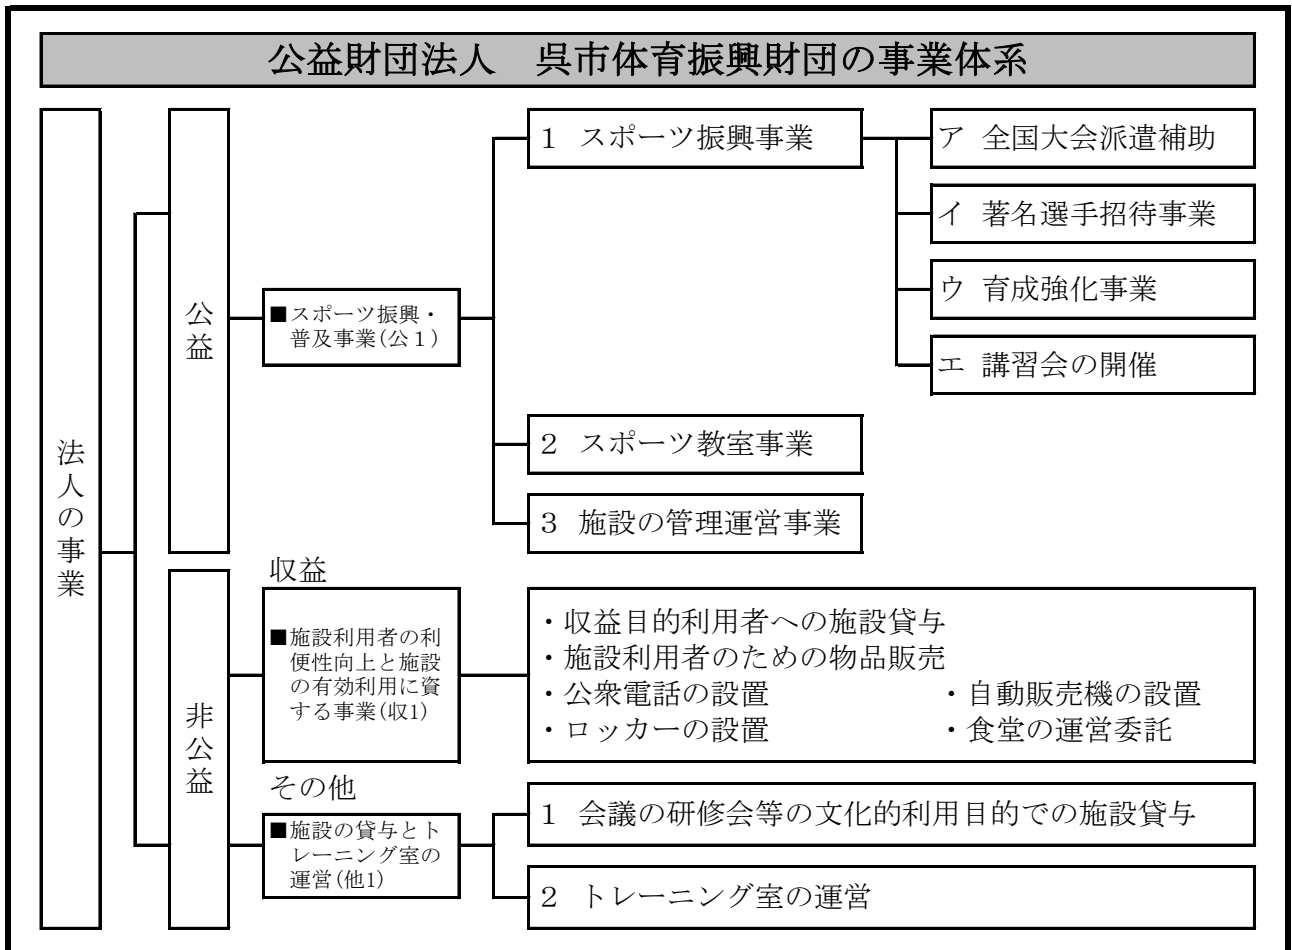 公益財団法人　呉市体育振興財団の事業体系
法人の事業
公益
■スポーツ振興・
普及事業(公１)
１ スポーツ振興事業
ア 全国大会派遣補助
イ 著名選手招待事業
ウ 育成強化事業
エ 講習会の開催
２ スポーツ教室事業
３ 施設の管理運営事業
非公益
収益
■施設利用者の利
便性向上と施設
の有効利用に資
する事業(収1)
・収益目的利用者への施設貸与
・施設利用者のための物品販売
・公衆電話の設置　・自動販売機の設置
・ロッカーの設置　・食堂の運営委託
その他
■施設の貸与とト
レーニング室の
運営(他1)
１ 会議の研修会等の文化的利用目的での施設貸与
２ トレーニング室の運営